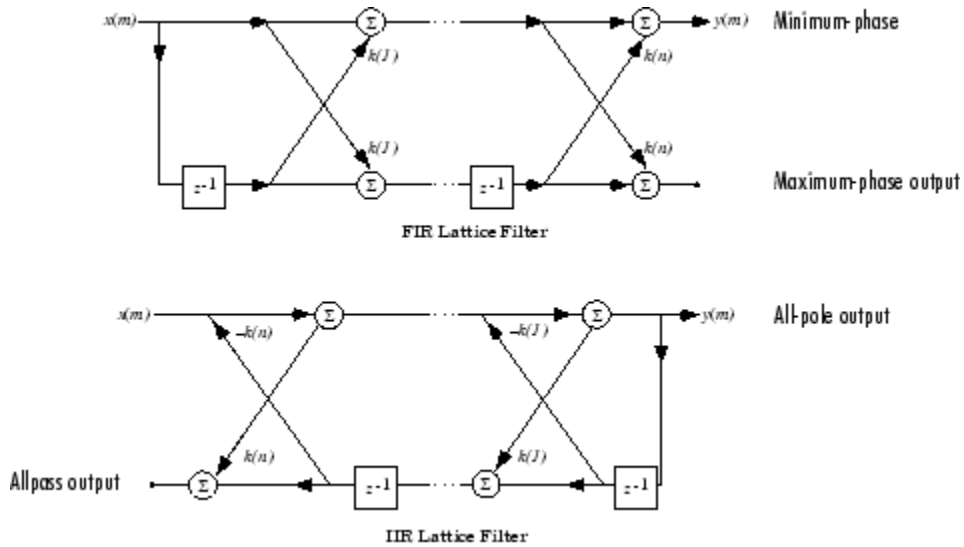 x(m) Σ ... Σ y(m) Minimum-phase
k(1) k(n)
k(1) k(n)
z-1 Σ ... z-1 Σ Maximum-phase output
FIR Lattice Filter
x(m) Σ ... Σ y(m) All-pole output
–k(n) –k(1)
k(n) k(1)
Allpass output Σ z-1 ... Σ z-1
IIR Lattice Filter